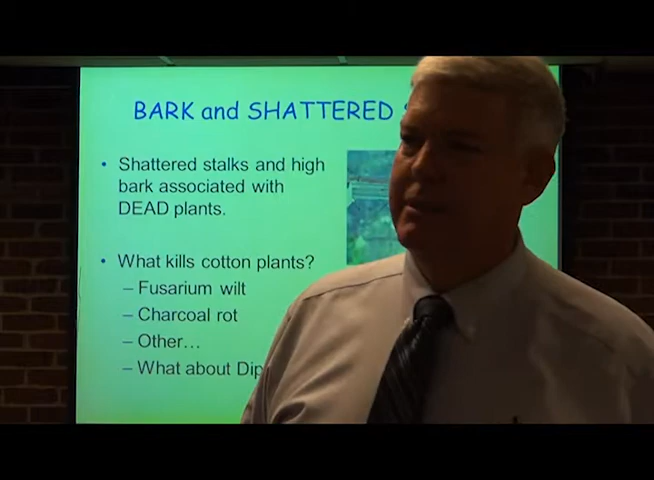 BARK and SHATTERED
• Shattered stalks and high
bark associated with
DEAD plants.
• What kills cotton plants?
– Fusarium wilt
– Charcoal rot
– Other…
– What about